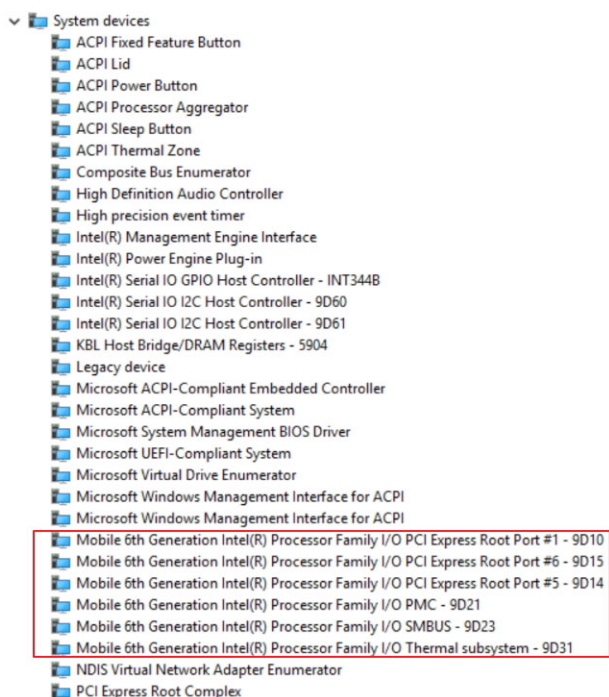 System devices
ACPI Fixed Feature Button
ACPI Lid
ACPI Power Button
ACPI Processor Aggregator
ACPI Sleep Button
ACPI Thermal Zone
Composite Bus Enumerator
High Definition Audio Controller
High precision event timer
Intel(R) Management Engine Interface
Intel(R) Power Engine Plug-in
Intel(R) Serial IO GPIO Host Controller - INT344B
Intel(R) Serial IO I2C Host Controller - 9D60
Intel(R) Serial IO I2C Host Controller - 9D61
KBL Host Bridge/DRAM Registers - 5904
Legacy device
Microsoft ACPI-Compliant Embedded Controller
Microsoft ACPI-Compliant System
Microsoft System Management BIOS Driver
Microsoft UEFI-Compliant System
Microsoft Virtual Drive Enumerator
Microsoft Windows Management Interface for ACPI
Microsoft Windows Management Interface for ACPI
Mobile 6th Generation Intel(R) Processor Family I/O PCI Express Root Port #1 - 9D10
Mobile 6th Generation Intel(R) Processor Family I/O PCI Express Root Port #6 - 9D15
Mobile 6th Generation Intel(R) Processor Family I/O PCI Express Root Port #5 - 9D14
Mobile 6th Generation Intel(R) Processor Family I/O PMC - 9D21
Mobile 6th Generation Intel(R) Processor Family I/O SMBUS - 9D23
Mobile 6th Generation Intel(R) Processor Family I/O Thermal subsystem - 9D31
NDIS Virtual Network Adapter Enumerator
PCI Express Root Complex